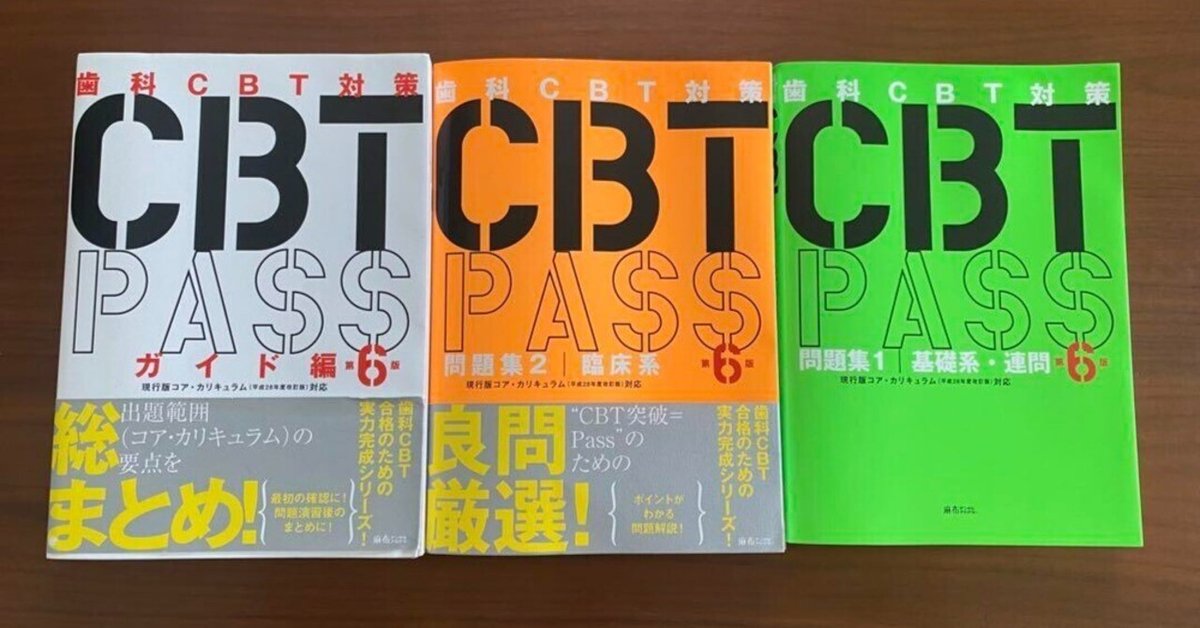 歯科CBT対策
CBT
PASS
ガイド編 第6版
現行版コア・カリキュラム(平成28年度改訂版)対応
出題範囲
(コア・カリキュラム)の
要点を
総
まとめ!
最初の確認に!
問題演習後の
まとめに!
歯科CBT
合格のための
実力完成シリーズ!
麻布
歯科CBT対策
CBT
PASS
問題集2|臨床系 第6版
現行版コア・カリキュラム(平成28年度改訂版)対応
"CBT突破=
Pass"の
ための
良問
厳選!
ポイントが
わかる
問題解説!
歯科CBT
合格のための
実力完成シリーズ!
麻布
歯科CBT対策
CBT
PASS
問題集1|基礎系・連問 第6版
現行版コア・カリキュラム(平成28年度改訂版)対応
麻布